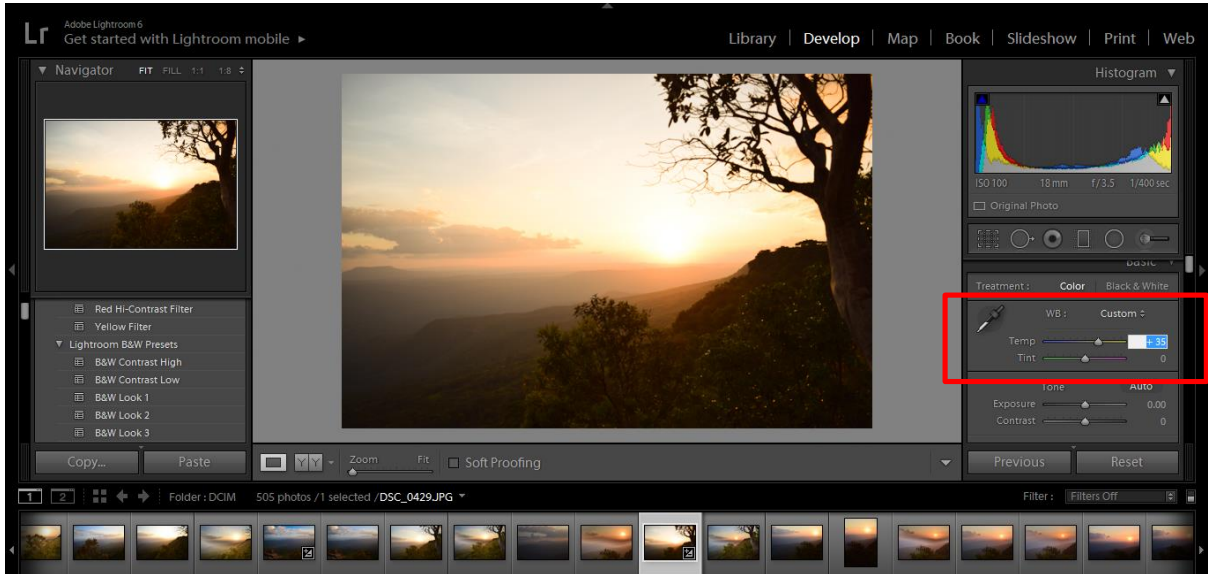 Lr
Adobe Lightroom 6
Get started with Lightroom mobile ►
Library | Develop | Map | Book | Slideshow | Print | Web
Navigator FIT FILL 1:1 1:8
Histogram
ISO 100 18 mm f/3.5 1/400 sec
Original Photo
Basic
Treatment : Color | Black & White
WB : Custom
Temp + 35
Tint 0
Tone Auto
Exposure 0.00
Contrast 0
Red Hi-Contrast Filter
Yellow Filter
Lightroom B&W Presets
B&W Contrast High
B&W Contrast Low
B&W Look 1
B&W Look 2
B&W Look 3
Copy... Paste
Y Y Zoom Fit Soft Proofing
Previous Reset
1 2 Folder : DCIM 505 photos /1 selected /DSC_0429.JPG
Filter : Filters Off